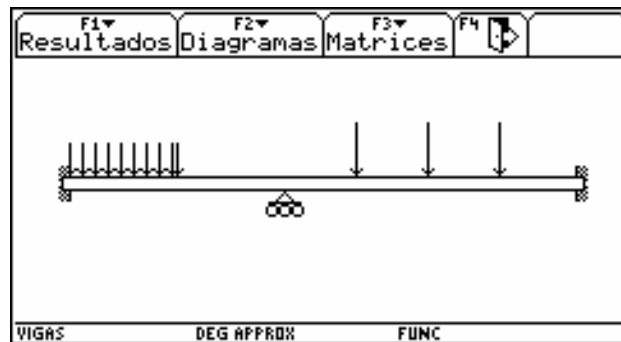 F1▾ F2▾ F3▾ F4
Resultados Diagramas Matrices
VIGAS DEG APPROX FUNC